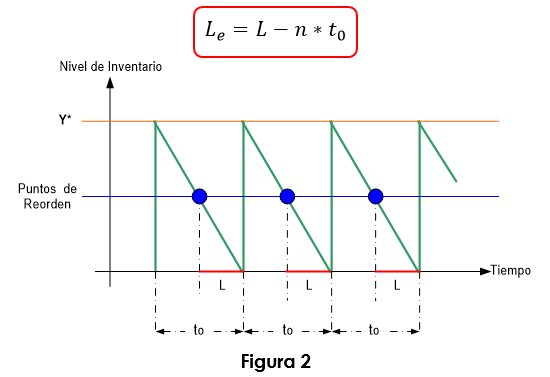 Lₑ = L − n * t₀
Nivel de Inventario
Y*
Puntos de
Reorden
Tiempo
L L L
to to to
Figura 2